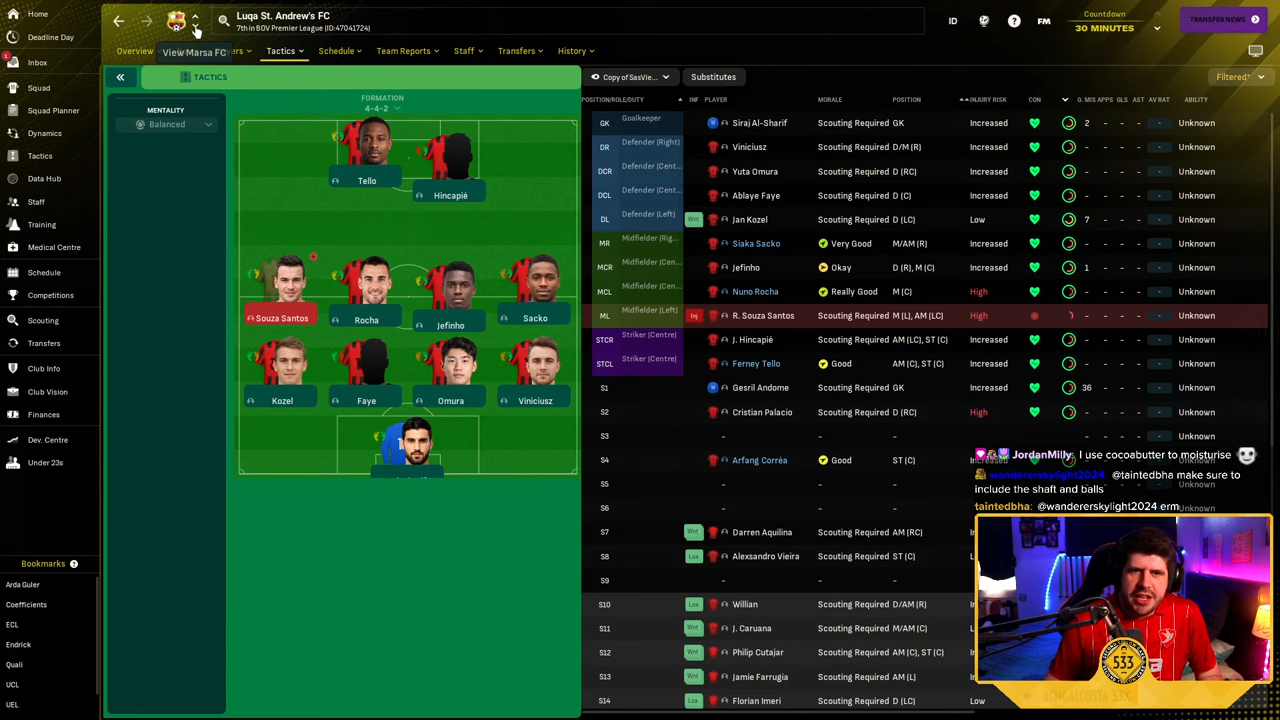 Luqa St. Andrew's FC
7th in BOV Premier League (ID:47041724)
ID
FM
Countdown
30 MINUTES
TRANSFER NEWS
View Marsa FC
Overview
Tactics
Schedule
Team Reports
Staff
Transfers
History
Home
Deadline Day
1
Inbox
Squad
Squad Planner
Dynamics
Tactics
Data Hub
Staff
Training
Medical Centre
Schedule
Competitions
Scouting
Transfers
Club Info
Club Vision
Finances
Dev. Centre
Under 23s
Bookmarks
Arda Guler
Coefficients
ECL
Endrick
Quali
UCL
UEL
TACTICS
MENTALITY
Balanced
FORMATION
4-4-2
Tello
Hincapié
Souza Santos
Rocha
Jefinho
Sacko
Kozel
Faye
Omura
Viniciusz
Copy of SasVie...
Substitutes
Filtered
POSITION/ROLE/DUTY INF PLAYER MORALE POSITION INJURY RISK CON G. MIS APPS GLS AST AV RAT ABILITY
GK Goalkeeper Siraj Al-Sharif Scouting Required GK Increased 2 - - - - Unknown
DR Defender (Right) Viniciusz Scouting Required D/M (R) Increased - - - - - Unknown
DCR Defender (Cent... Yuta Omura Scouting Required D (RC) Increased - - - - - Unknown
DCL Defender (Cent... Ablaye Faye Scouting Required D (C) Increased - - - - - Unknown
DL Defender (Left) Wnt Jan Kozel Scouting Required D (LC) Low 7 - - - - Unknown
MR Midfielder (Rig... Siaka Sacko Very Good M/AM (R) Increased - - - - - Unknown
MCR Midfielder (Cen... Jefinho Okay D (R), M (C) Increased 1 - - - - Unknown
MCL Midfielder (Cen... Nuno Rocha Really Good M (C) High - - - - - Unknown
ML Midfielder (Left) Inj R. Souza Santos Scouting Required M (L), AM (LC) High - - - - - Unknown
STCR Striker (Centre) J. Hincapié Scouting Required AM (LC), ST (C) Increased - - - - - Unknown
STCL Striker (Centre) Ferney Tello Good AM (C), ST (C) Increased - - - - - Unknown
S1 Gesril Andome Scouting Required GK Increased 36 - - - - Unknown
S2 Cristian Palacio Scouting Required D (RC) High - - - - - Unknown
S3 - - - Unknown
S4 Arfang Corrêa Good ST (C) Unknown
S5 - - - Unknown
S6 - - - Unknown
S7 Wnt Darren Aquilina Scouting Required AM (RC)
S8 Loa Alexsandro Vieira Scouting Required ST (C)
S9 - - -
S10 Loa Willian Scouting Required D/AM (R)
S11 Wnt J. Caruana Scouting Required M/AM (C)
S12 Wnt Philip Cutajar Scouting Required AM (C), ST (C)
S13 Wnt Jamie Farrugia Scouting Required AM (L)
S14 Loa Florian Imeri Scouting Required D (RC) Low - - - - - Unknown
JordanMilly: I use cocoabutter to moisturise
wandererskylight2024 @taintedbha make sure to
include the shaft and balls
taintedbha: @wandererskylight2024 erm
533